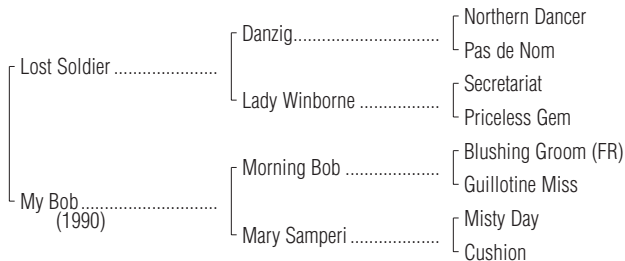 Northern Dancer
Danzig..................................
Pas de Nom
Lost Soldier ........................
Secretariat
Lady Winborne ..................
Priceless Gem
Blushing Groom (FR)
Morning Bob .....................
Guillotine Miss
My Bob................................
(1990)
Misty Day
Mary Samperi ....................
Cushion